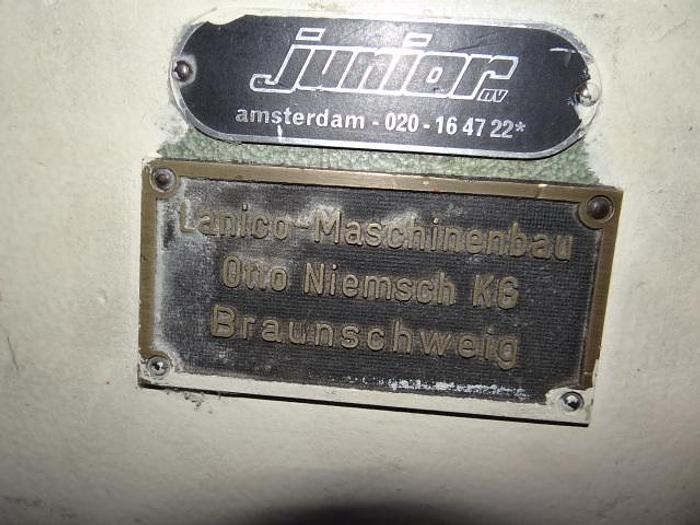 junior nv
amsterdam - 020 - 16 47 22*
Lanico-Maschinenbau
Otto Niemsch KG
Braunschweig